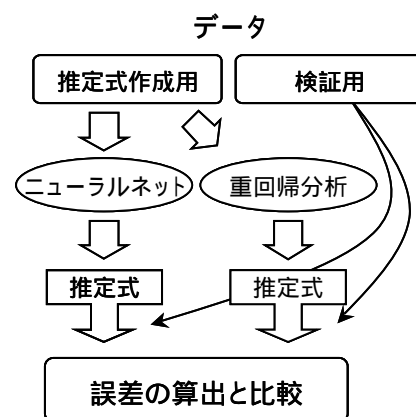 データ
推定式作成用
検証用
ニューラルネット
重回帰分析
推定式
推定式
誤差の算出と比較